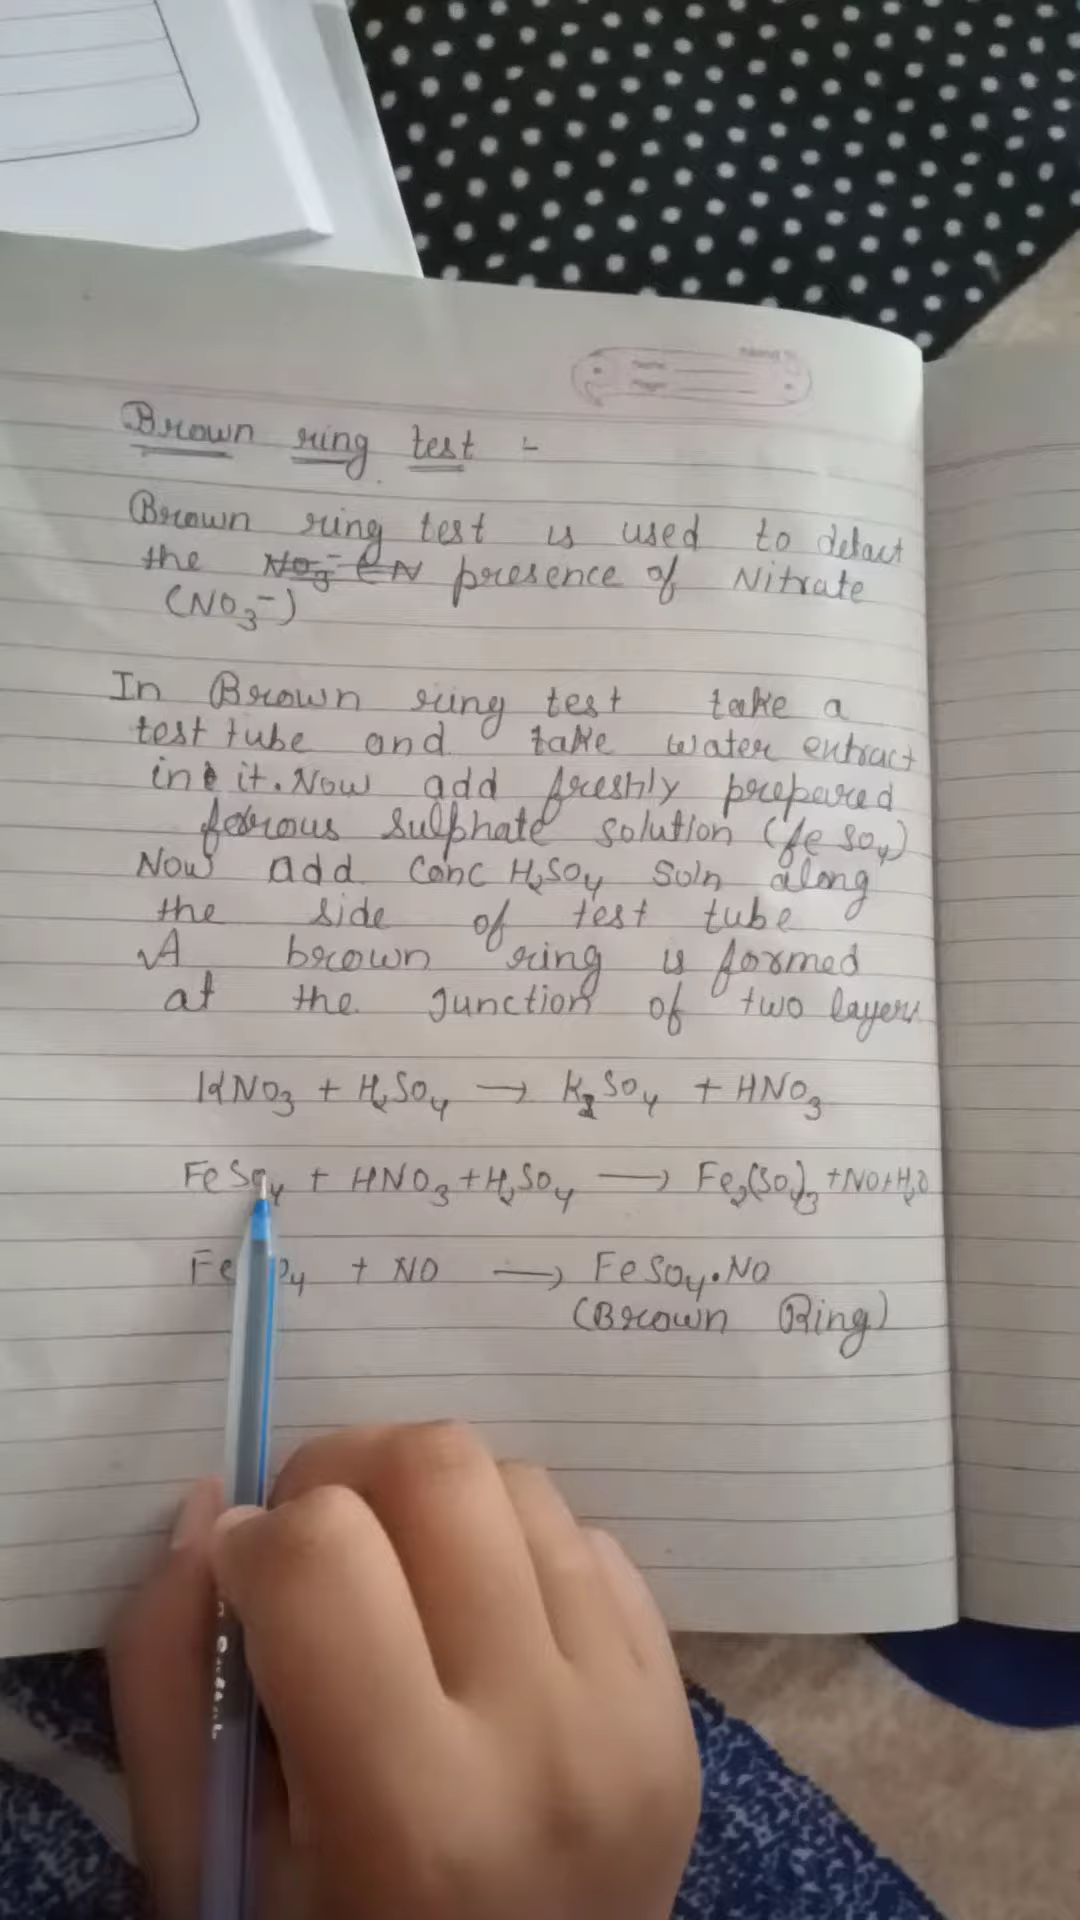 Brown ring test :-
Brown ring test is used to detact
the presence of Nitrate
(NO₃⁻)
In Brown ring test take a
test tube and take water extract
in it. Now add freshly prepared
ferrous sulphate solution (feSO₄)
Now add Conc H₂SO₄ Soln along
the side of test tube
A brown ring is formed
at the Junction of two layers
KNO₃ + H₂SO₄ → K₂SO₄ + HNO₃
FeSO₄ + HNO₃ + H₂SO₄ → Fe₂(SO₄)₃ + NO + H₂O
+ NO → FeSO₄.NO
(Brown Ring)